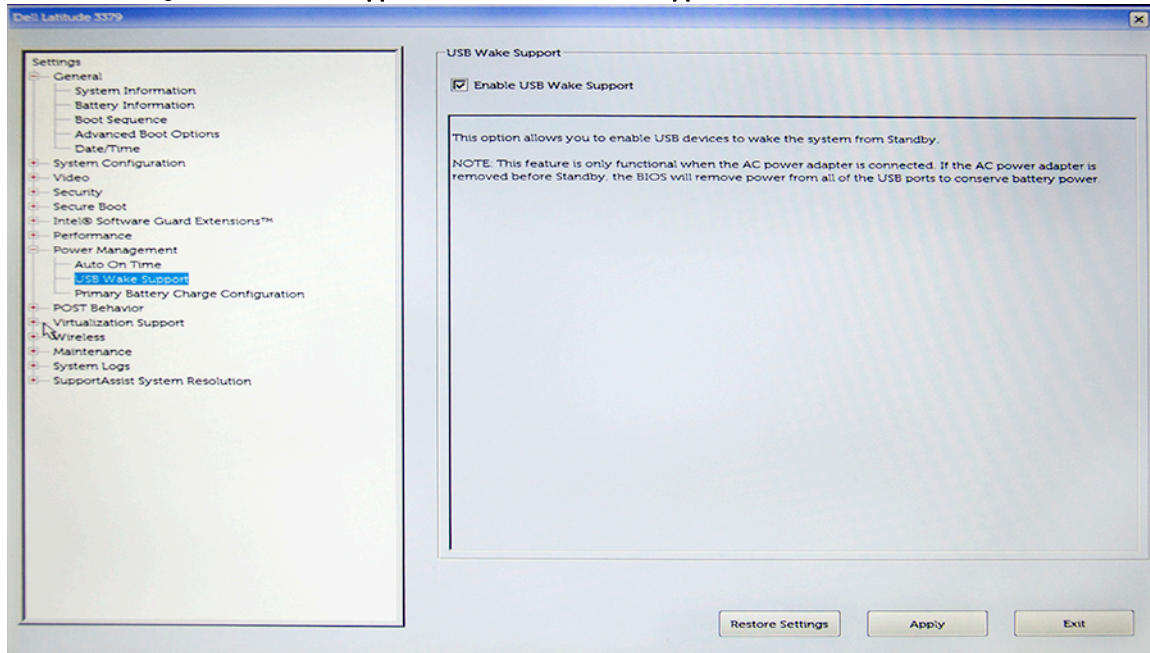 Dell Latitude 3379
Settings
General
System Information
Battery Information
Boot Sequence
Advanced Boot Options
Date/Time
System Configuration
Video
Security
Secure Boot
Intel® Software Guard Extensions™
Performance
Power Management
Auto On Time
USB Wake Support
Primary Battery Charge Configuration
POST Behavior
Virtualization Support
Wireless
Maintenance
System Logs
SupportAssist System Resolution
USB Wake Support
Enable USB Wake Support
This option allows you to enable USB devices to wake the system from Standby.
NOTE: This feature is only functional when the AC power adapter is connected. If the AC power adapter is
removed before Standby, the BIOS will remove power from all of the USB ports to conserve battery power.
Restore Settings
Apply
Exit